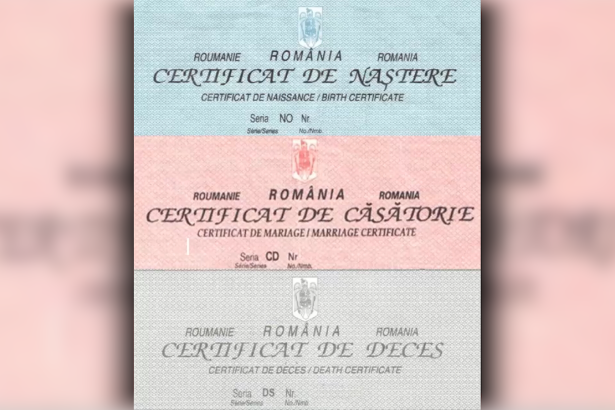 ROUMANIE ROMÂNIA ROMANIA
CERTIFICAT DE NAȘTERE
CERTIFICAT DE NAISSANCE / BIRTH CERTIFICATE
Seria NO Nr.
Série/Series No./Nmb.
ROUMANIE ROMÂNIA ROMANIA
CERTIFICAT DE CĂSĂTORIE
CERTIFICAT DE MARIAGE / MARRIAGE CERTIFICATE
Seria CD Nr
Série/Series No./Nmb.
ROUMANIE ROMÂNIA ROMANIA
CERTIFICAT DE DECES
CERTIFICAT DE DECES / DEATH CERTIFICATE
Seria DS Nr.
Série/Series No./Nmb.